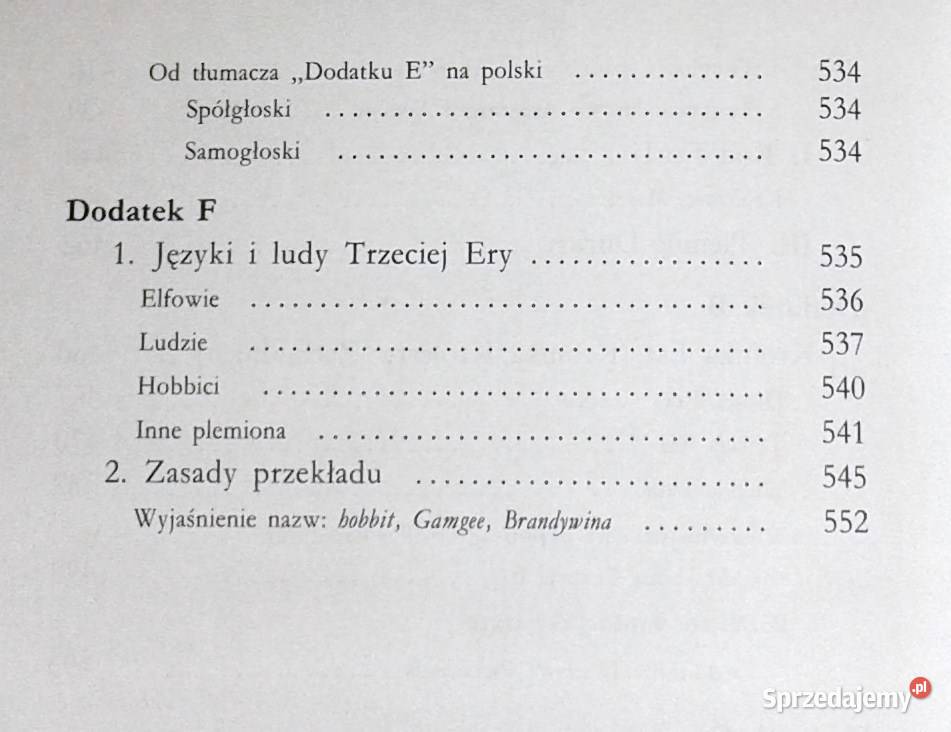 Od tłumacza „Dodatku E” na polski .............. 534
Spółgłoski ................................ 534
Samogłoski ............................... 534
Dodatek F
1. Języki i ludy Trzeciej Ery ................. 535
Elfowie ..................................... 536
Ludzie ..................................... 537
Hobbici .................................... 540
Inne plemiona ................................ 541
2. Zasady przekładu ......................... 545
Wyjaśnienie nazw: hobbit, Gamgee, Brandywina ......... 552
Sprzedajemy.pl